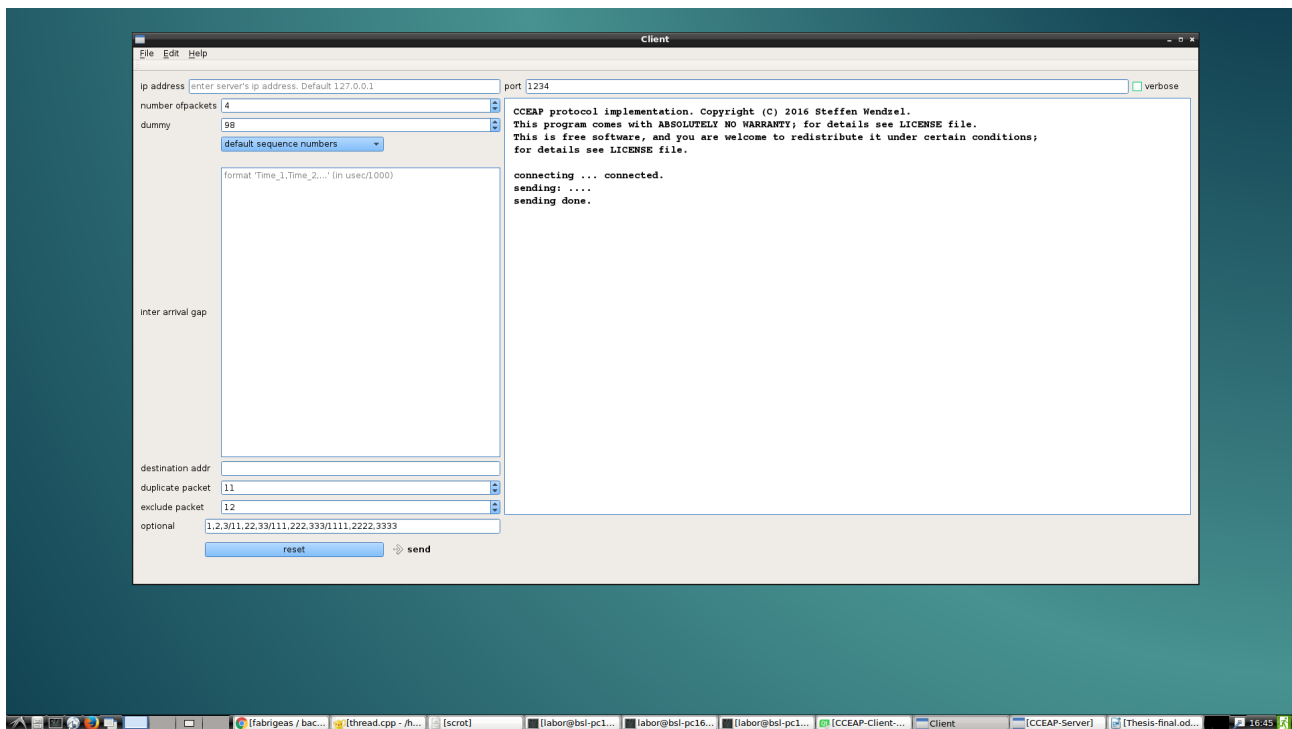 Client
File Edit Help
ip address enter server's ip address. Default 127.0.0.1 port 1234 verbose
number ofpackets 4
dummy 98
default sequence numbers
CCEAP protocol implementation. Copyright (C) 2016 Steffen Wendzel.
This program comes with ABSOLUTELY NO WARRANTY; for details see LICENSE file.
This is free software, and you are welcome to redistribute it under certain conditions;
for details see LICENSE file.
connecting ... connected.
sending: ....
sending done.
format 'Time_1,Time_2,...' (in usec/1000)
inter arrival gap
destination addr
duplicate packet 11
exclude packet 12
optional 1,2,3/11,22,33/111,222,333/1111,2222,3333
reset send
[fabrigeas / bac... [thread.cpp - /h... [scrot] [labor@bsl-pc1... labor@bsl-pc16... [labor@bsl-pc1... [CCEAP-Client-... Client [CCEAP-Server] [Thesis-final.od... 16:45